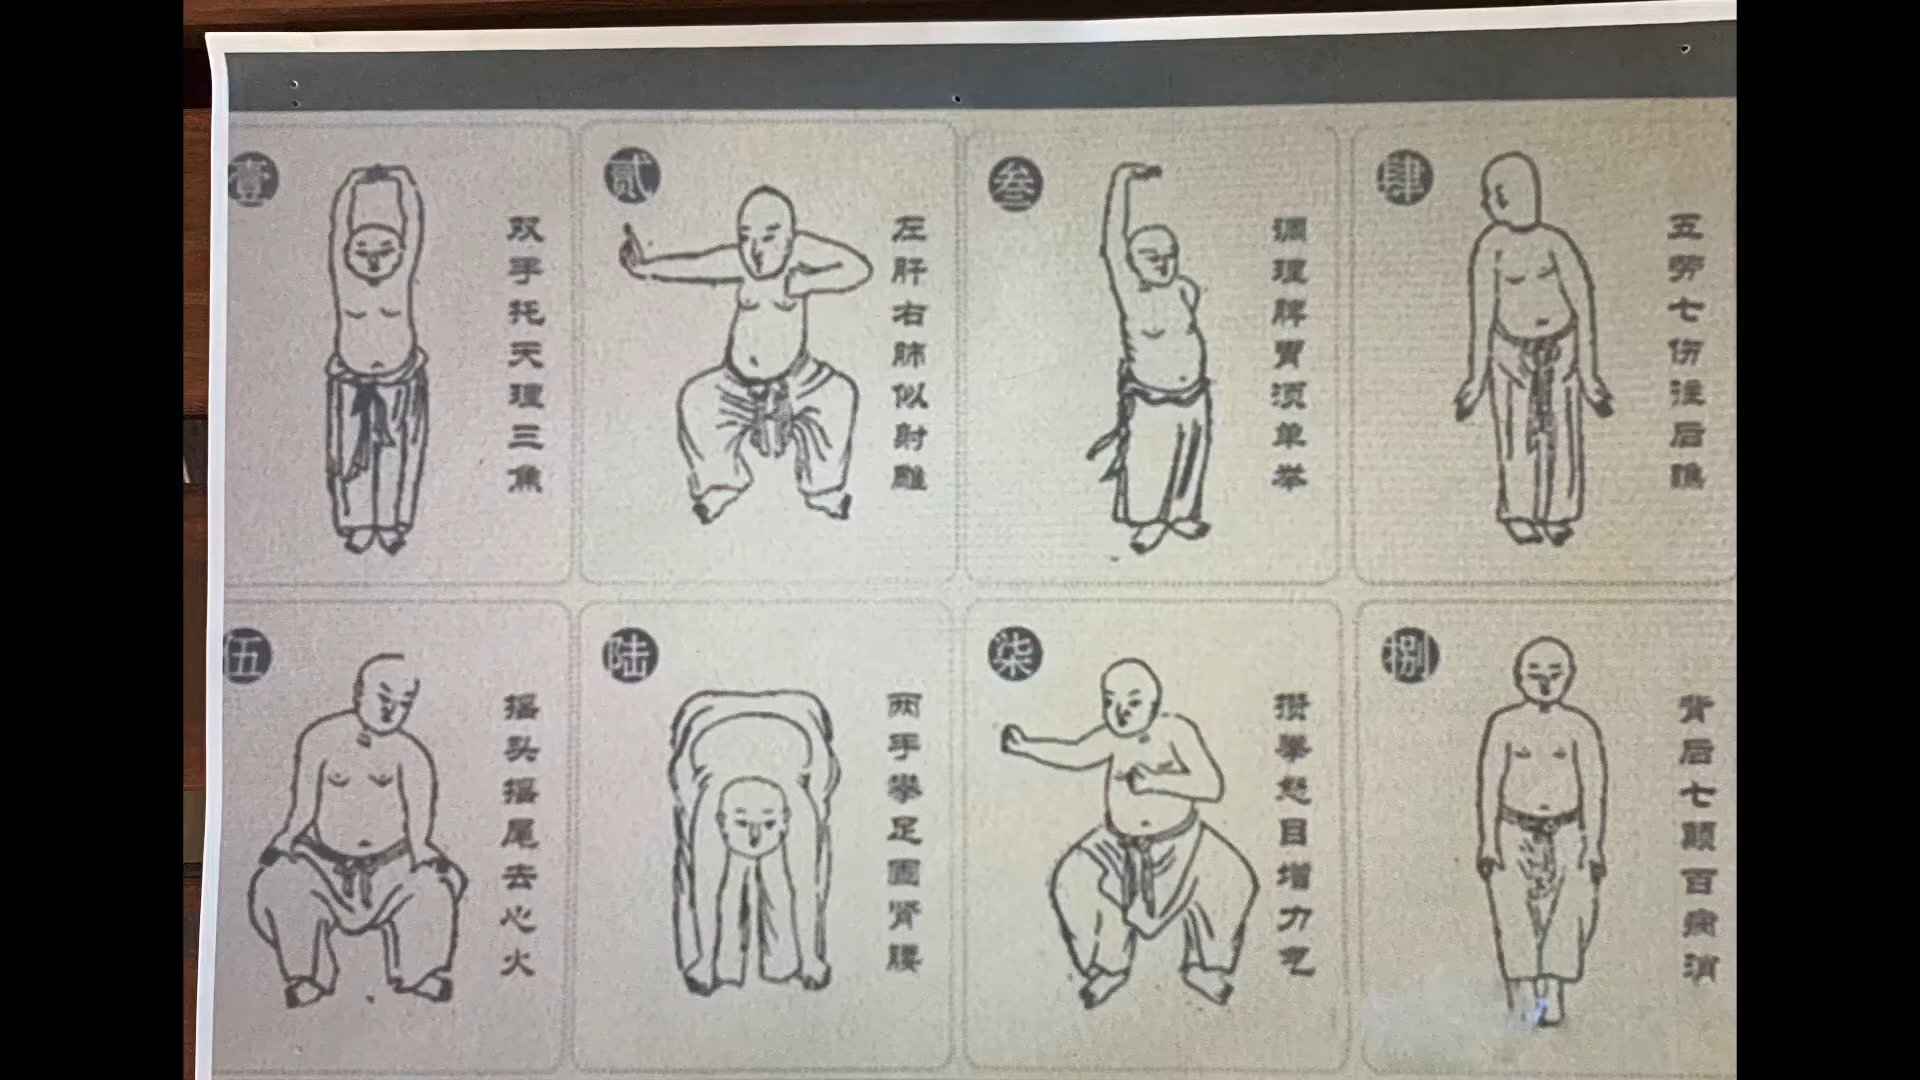 壹
双手托天理三焦
贰
左肝右肺似射雕
叁
调理脾胃须单举
肆
五劳七伤往后瞧
伍
摇头摇尾去心火
陆
两手攀足固肾腰
柒
攒拳怒目增力气
捌
背后七颠百病消